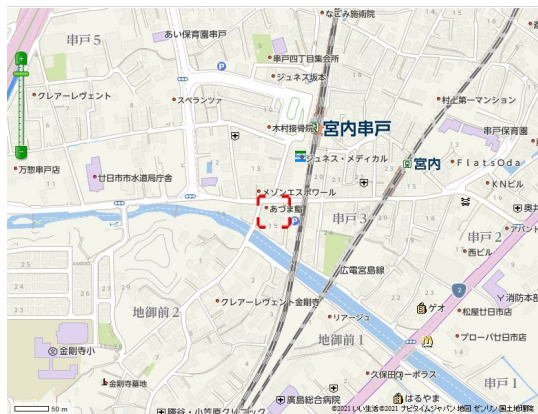 なごみ施術院
串戸5
あい保育園串戸
串戸四丁目集会所
ジュネス坂本
クレアーレヴェント
スペランツァ
村上第一マンション
木村接骨院
宮内串戸
串戸保育園
ジュネス・メディカル
宮内
FlatsOda
万惣串戸店
廿日市市水道局庁舎
KNビル
メゾンエスポワール
あづま館
串戸3
串戸2
西ビル
広電宮島線
2
消防本部
クレアーレヴェント金剛寺
地御前2
リアージュ
ゲオ
松屋廿日市店
金剛寺小
地御前1
プローバ廿日市店
久保田コーポラス
串戸1
金剛寺墓地
廣島総合病院
はるやま
50 m
©2021 いい生活 ©2021 ナビタイムジャパン 地図 ゼンリン/国土地理院